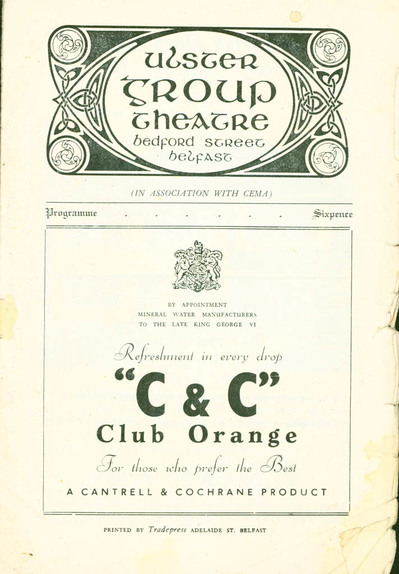 ULSTER
GROUP
THEATRE
BEDFORD STREET
BELFAST
(IN ASSOCIATION WITH CEMA)
Programme . . . . . . Sixpence
BY APPOINTMENT
MINERAL WATER MANUFACTURERS
TO THE LATE KING GEORGE VI
Refreshment in every drop
"C & C"
Club Orange
For those who prefer the Best
A CANTRELL & COCHRANE PRODUCT
PRINTED BY Tradepress ADELAIDE ST. BELFAST